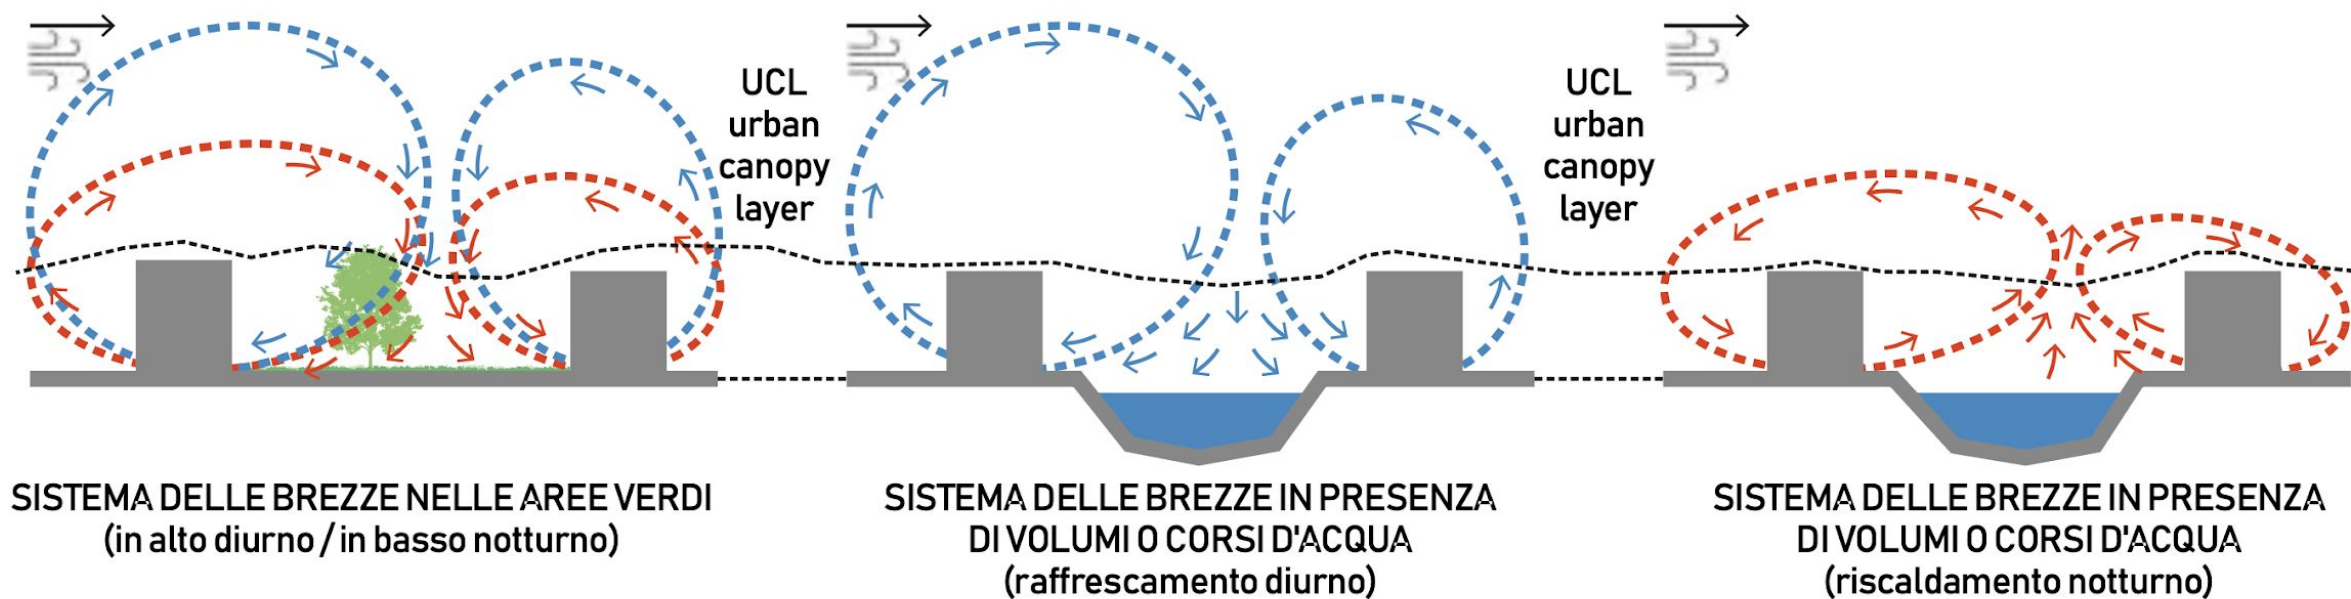 UCL
urban
canopy
layer
UCL
urban
canopy
layer
SISTEMA DELLE BREZZE NELLE AREE VERDI
(in alto diurno / in basso notturno)
SISTEMA DELLE BREZZE IN PRESENZA
DI VOLUMI O CORSI D'ACQUA
(raffrescamento diurno)
SISTEMA DELLE BREZZE IN PRESENZA
DI VOLUMI O CORSI D'ACQUA
(riscaldamento notturno)